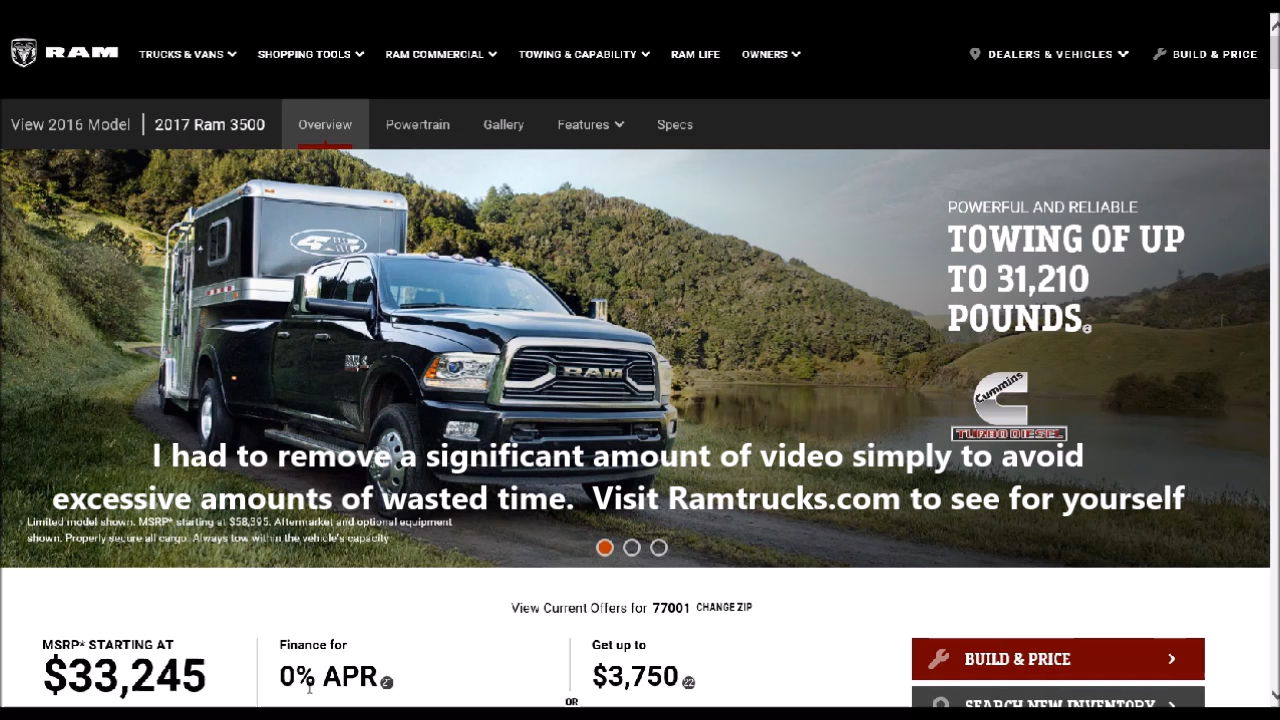 RAM
TRUCKS & VANS
SHOPPING TOOLS
RAM COMMERCIAL
TOWING & CAPABILITY
RAM LIFE
OWNERS
DEALERS & VEHICLES
BUILD & PRICE
View 2016 Model | 2017 Ram 3500
Overview
Powertrain
Gallery
Features
Specs
POWERFUL AND RELIABLE
TOWING OF UP
TO 31,210
POUNDS
RAM
Cummins
TURBO DIESEL
I had to remove a significant amount of video simply to avoid
excessive amounts of wasted time. Visit Ramtrucks.com to see for yourself
Limited model shown. MSRP* starting at $58,395. Aftermarket and optional equipment
shown. Properly secure all cargo. Always tow within the vehicle's capacity
View Current Offers for 77001 CHANGE ZIP
MSRP* STARTING AT
$33,245
Finance for
0% APR
Get up to
$3,750
OR
BUILD & PRICE
SEARCH NEW INVENTORY